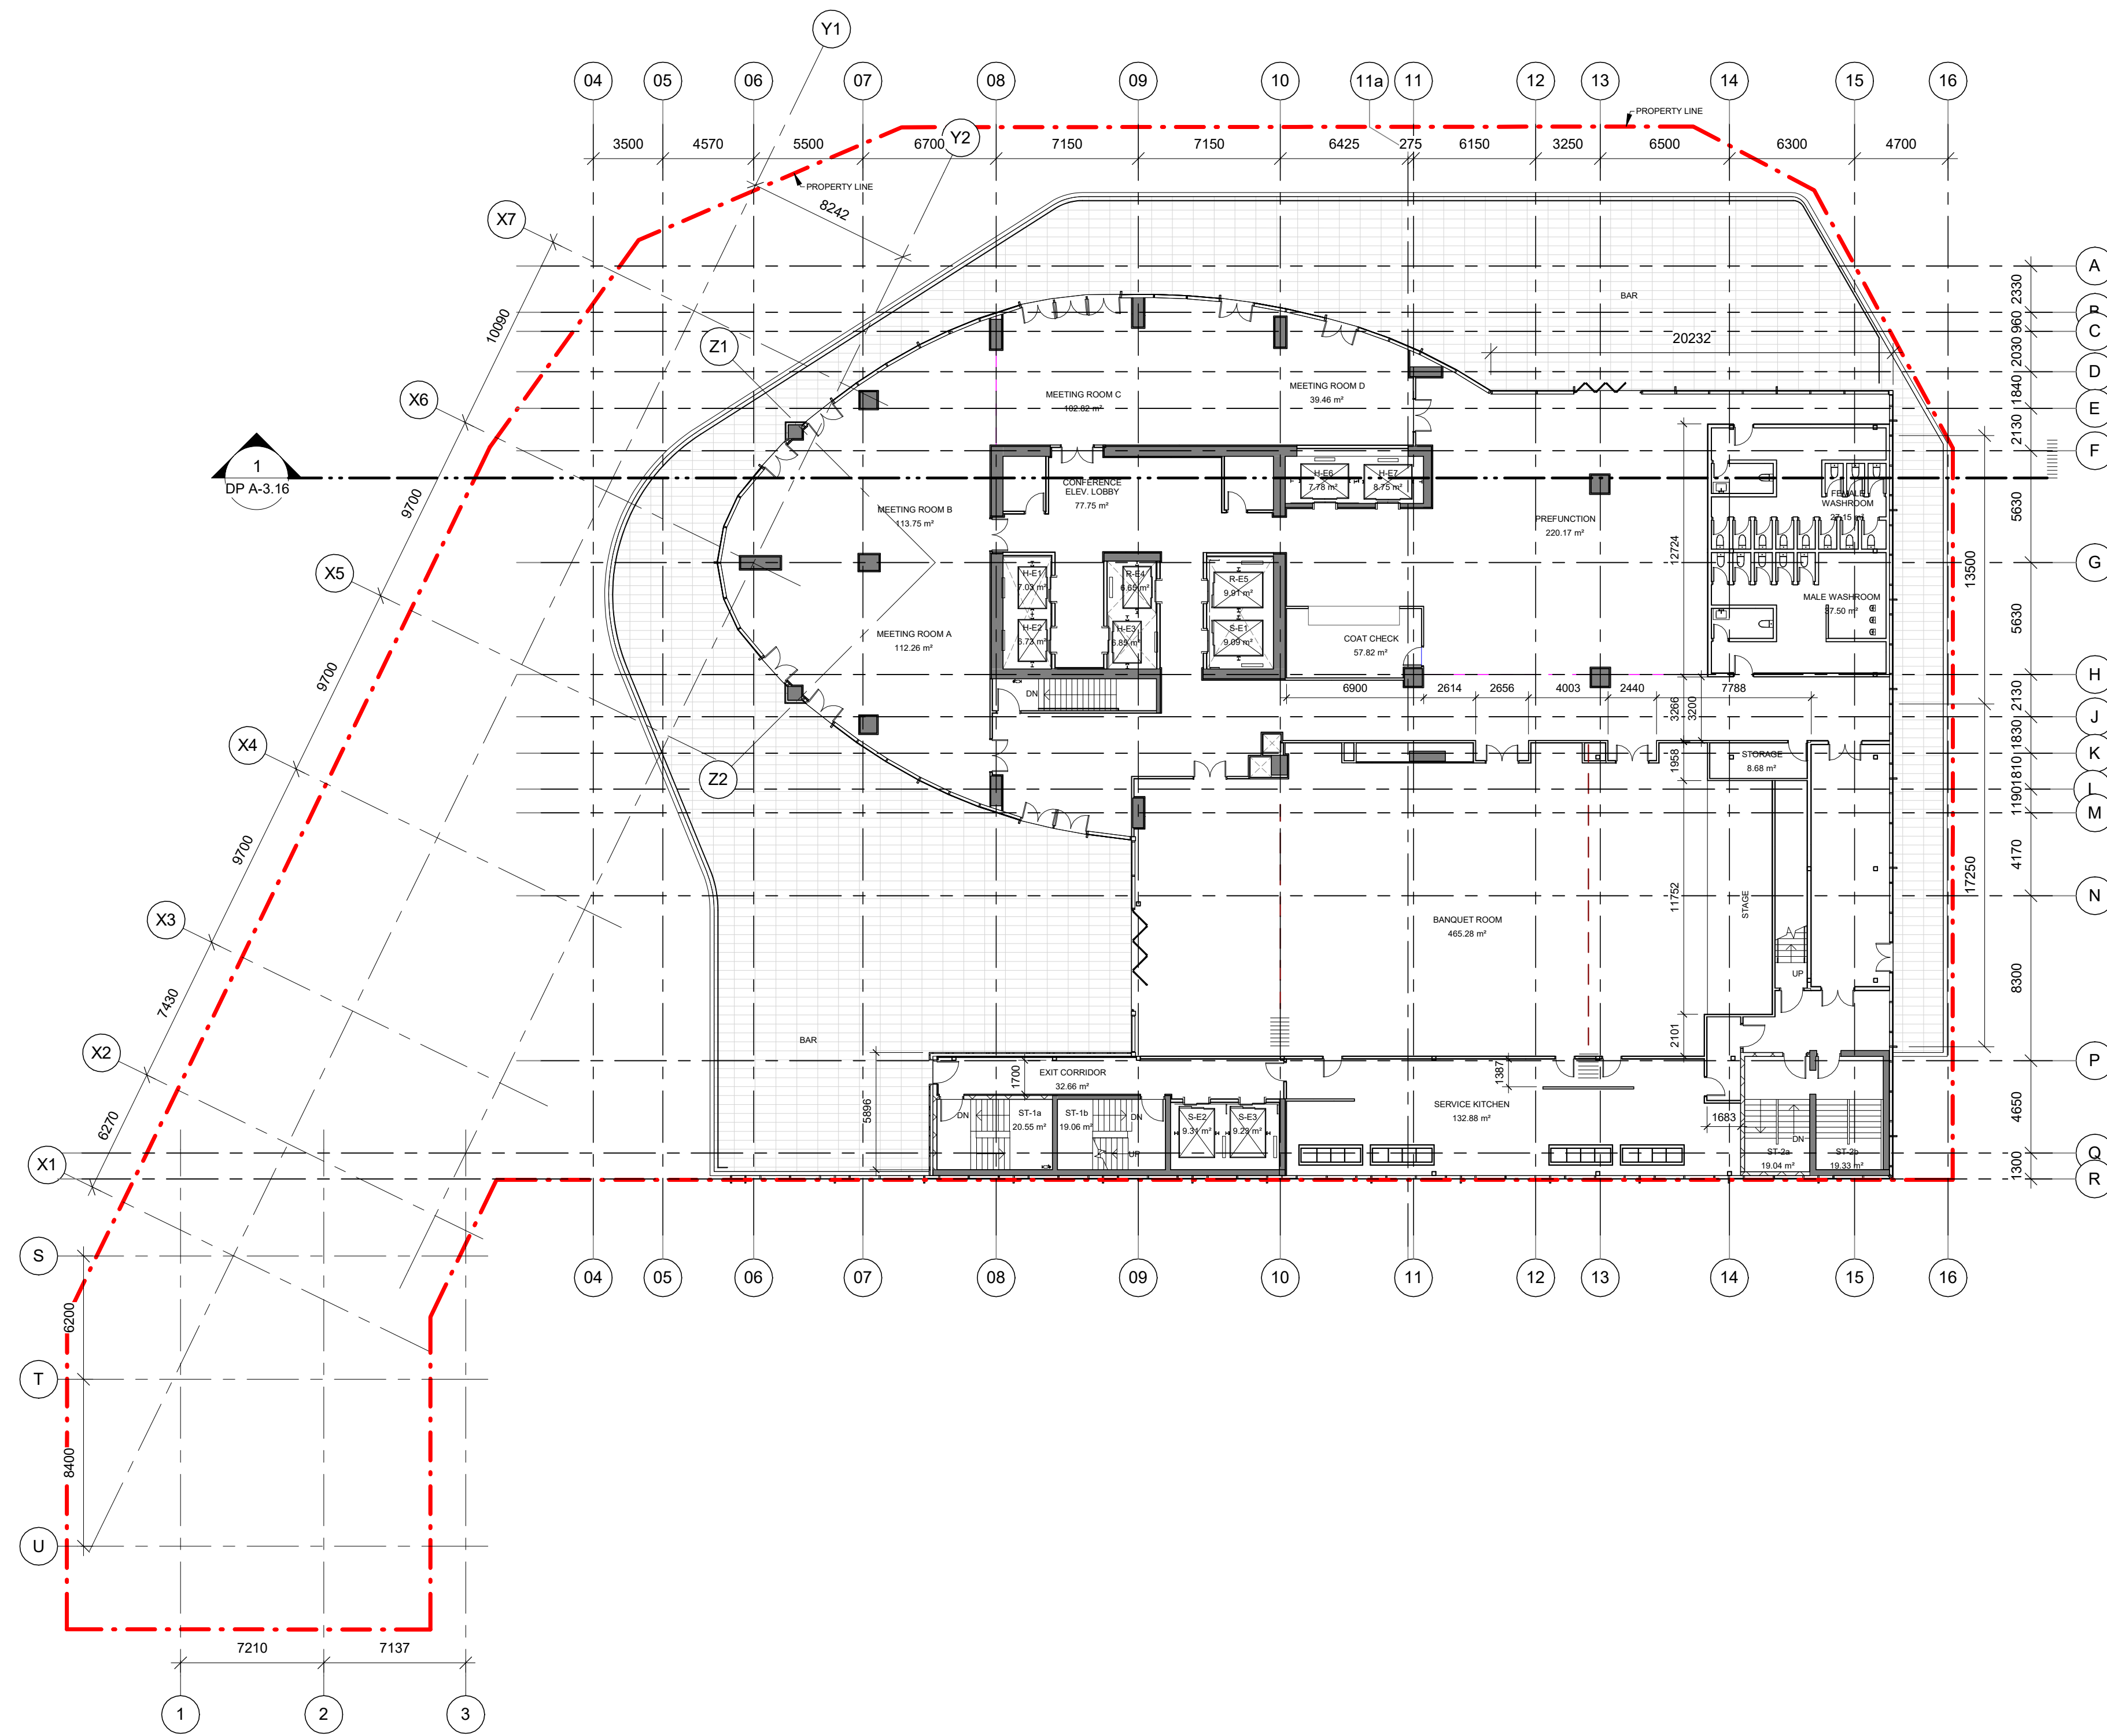 Y1
04
05
06
07
08
09
10
11a
11
12
13
14
15
16
PROPERTY LINE
Y2
3500
4570
5500
6700
7150
7150
6425
275
6150
3250
6500
6300
4700
PROPERTY LINE
8242
X7
A
2330
BAR
960
C
10090
Z1
20232
2030
D
1840
X6
MEETING ROOM D
39.46 m²
MEETING ROOM C
102.82 m²
E
2130
F
1
DP A-3.16
H-E6
7.78 m²
H-E7
8.75 m²
CONFERENCE
ELEV. LOBBY
77.75 m²
FEMALE
WASHROOM
27.15 m²
9700
MEETING ROOM B
113.75 m²
PREFUNCTION
220.17 m²
5630
12724
13500
G
X5
H-E1
7.03 m²
R-E4
6.65 m²
R-E5
9.91 m²
MALE WASHROOM
37.50 m²
H-E2
6.73 m²
H-E3
6.85 m²
S-E1
9.09 m²
MEETING ROOM A
112.26 m²
COAT CHECK
57.82 m²
5630
9700
H
DN
6900
2614
2656
4003
2440
7788
3266
3200
2130
J
X4
1830
STORAGE
8.68 m²
1958
K
Z2
1810
L
1190
M
9700
4170
17250
11752
STAGE
N
X3
BANQUET ROOM
465.28 m²
UP
8300
7430
BAR
2101
X2
P
EXIT CORRIDOR
32.66 m²
1700
1387
5896
SERVICE KITCHEN
132.88 m²
4650
DN
ST-1a
20.55 m²
ST-1b
19.06 m²
DN
UP
S-E2
9.31 m²
S-E3
9.23 m²
1683
DN
6270
ST-2a
19.04 m²
ST-2b
19.33 m²
Q
1300
R
X1
S
04
05
06
07
08
09
10
11
12
13
14
15
16
6200
T
8400
U
7210
7137
1
2
3